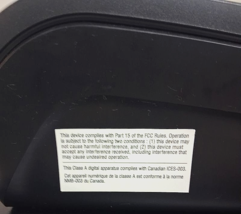 This device complies with Part 15 of the FCC Rules. Operation
is subject to the following two conditions: (1) this device may
not cause harmful interference, and (2) this device must
accept any interference received, including interference that
may cause undesired operation.
This Class A digital apparatus complies with Canadian ICES-003.
Cet appareil numérique de la classe A est conforme à la norme
NMB-003 du Canada.